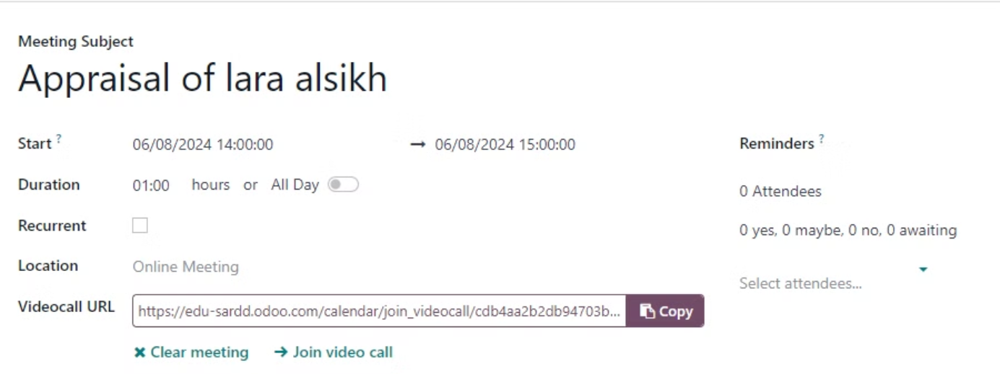 Meeting Subject
Appraisal of lara alsikh
Start ? 06/08/2024 14:00:00 → 06/08/2024 15:00:00
Duration 01:00 hours or All Day
Recurrent
Location Online Meeting
Videocall URL https://edu-sardd.odoo.com/calendar/join_videocall/cdb4aa2b2db94703b... Copy
✖ Clear meeting → Join video call
Reminders ?
0 Attendees
0 yes, 0 maybe, 0 no, 0 awaiting
Select attendees...